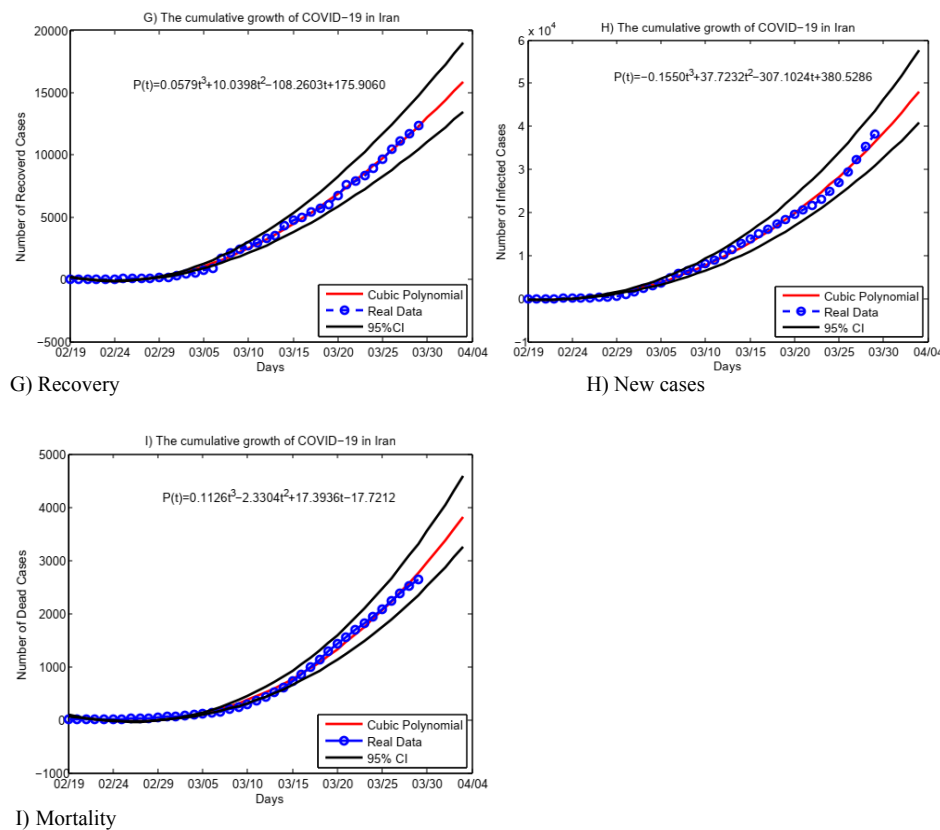 G) The cumulative growth of COVID−19 in Iran
20000
15000
10000
5000
0
−5000
Number of Recoverd Cases
P(t)=0.0579t³+10.0398t²−108.2603t+175.9060
Cubic Polynomial
Real Data
95%CI
02/19 02/24 02/29 03/05 03/10 03/15 03/20 03/25 03/30 04/04
Days
G) Recovery
H) The cumulative growth of COVID−19 in Iran
x 10⁴
6
5
4
3
2
1
0
−1
Number of Infected Cases
P(t)=−0.1550t³+37.7232t²−307.1024t+380.5286
Cubic Polynomial
Real Data
95%CI
02/19 02/24 02/29 03/05 03/10 03/15 03/20 03/25 03/30 04/04
Days
H) New cases
I) The cumulative growth of COVID−19 in Iran
5000
4000
3000
2000
1000
0
−1000
Number of Dead Cases
P(t)=0.1126t³−2.3304t²+17.3936t−17.7212
Cubic Polynomial
Real Data
95% CI
02/19 02/24 02/29 03/05 03/10 03/15 03/20 03/25 03/30 04/04
Days
I) Mortality